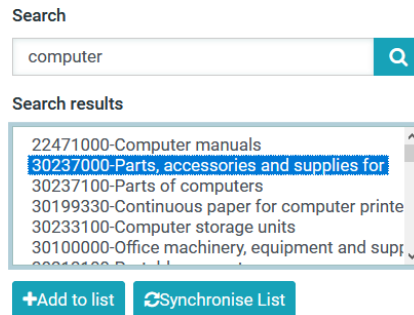 Search
computer
Search results
22471000-Computer manuals
30237000-Parts, accessories and supplies for
30237100-Parts of computers
30199330-Continuous paper for computer printe
30233100-Computer storage units
30100000-Office machinery, equipment and supp
Add to list
Synchronise List